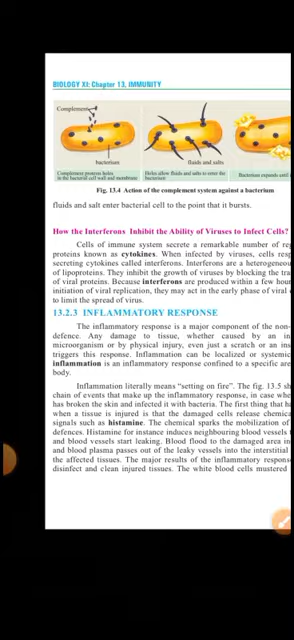 BIOLOGY XI: Chapter 13, IMMUNITY
Complement
bacterium
fluids and salts
Complement proteins holes
in the bacterial cell wall and membrane
Holes allow fluids and salts to enter the
bacterium
Bacterium expands until
Fig. 13.4 Action of the complement system against a bacterium
fluids and salt enter bacterial cell to the point that it bursts.
How the Interferons Inhibit the Ability of Viruses to Infect Cells?
Cells of immune system secrete a remarkable number of reg
proteins known as cytokines. When infected by viruses, cells resp
secreting cytokines called interferons. Interferons are a heterogeneou
of lipoproteins. They inhibit the growth of viruses by blocking the tra
of viral proteins. Because interferons are produced within a few hour
initiation of viral replication, they may act in the early phase of viral
to limit the spread of virus.
13.2.3 INFLAMMATORY RESPONSE
The inflammatory response is a major component of the non-
defence. Any damage to tissue, whether caused by an in
microorganism or by physical injury, even just a scratch or an ins
triggers this response. Inflammation can be localized or systemic
inflammation is an inflammatory response confined to a specific are
body.
Inflammation literally means "setting on fire". The fig. 13.5 sh
chain of events that make up the inflammatory response, in case whe
has broken the skin and infected it with bacteria. The first thing that ha
when a tissue is injured is that the damaged cells release chemica
signals such as histamine. The chemical sparks the mobilization of
defences. Histamine for instance induces neighbouring blood vessels
and blood vessels start leaking. Blood flood to the damaged area in
and blood plasma passes out of the leaky vessels into the interstitial
the affected tissues. The major results of the inflammatory respons
disinfect and clean injured tissues. The white blood cells mustered